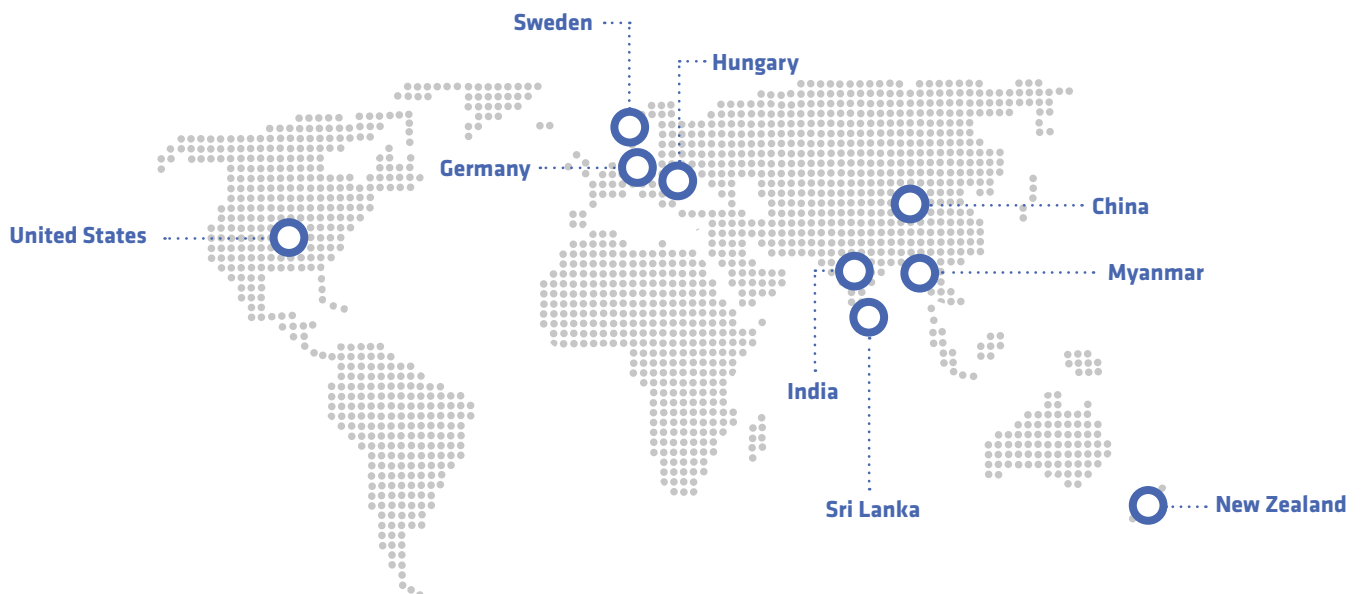 Sweden
Hungary
Germany
China
United States
Myanmar
India
Sri Lanka
New Zealand